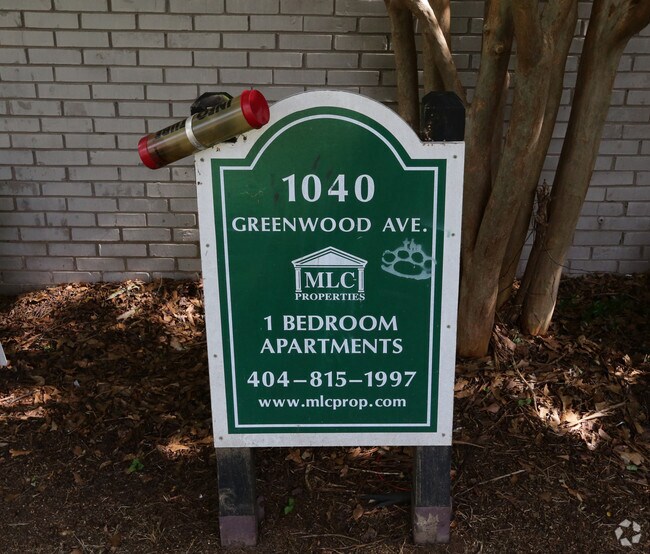 1040
GREENWOOD AVE.
MLC
PROPERTIES
1 BEDROOM
APARTMENTS
404-815-1997
www.mlcprop.com